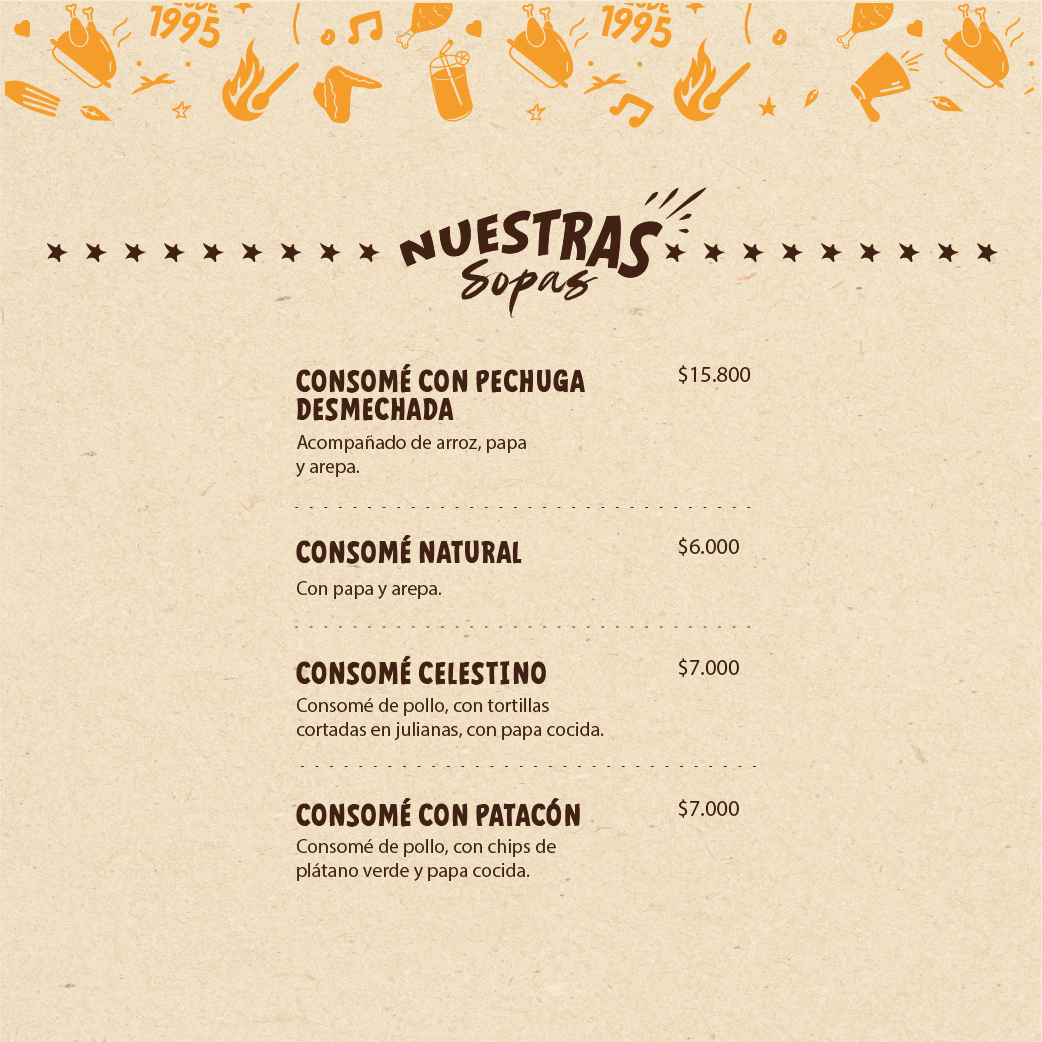 1995
1995
NUESTRAS
Sopas
CONSOMÉ CON PECHUGA
DESMECHADA
$15.800
Acompañado de arroz, papa
y arepa.
CONSOMÉ NATURAL
$6.000
Con papa y arepa.
CONSOMÉ CELESTINO
$7.000
Consomé de pollo, con tortillas
cortadas en julianas, con papa cocida.
CONSOMÉ CON PATACÓN
$7.000
Consomé de pollo, con chips de
plátano verde y papa cocida.